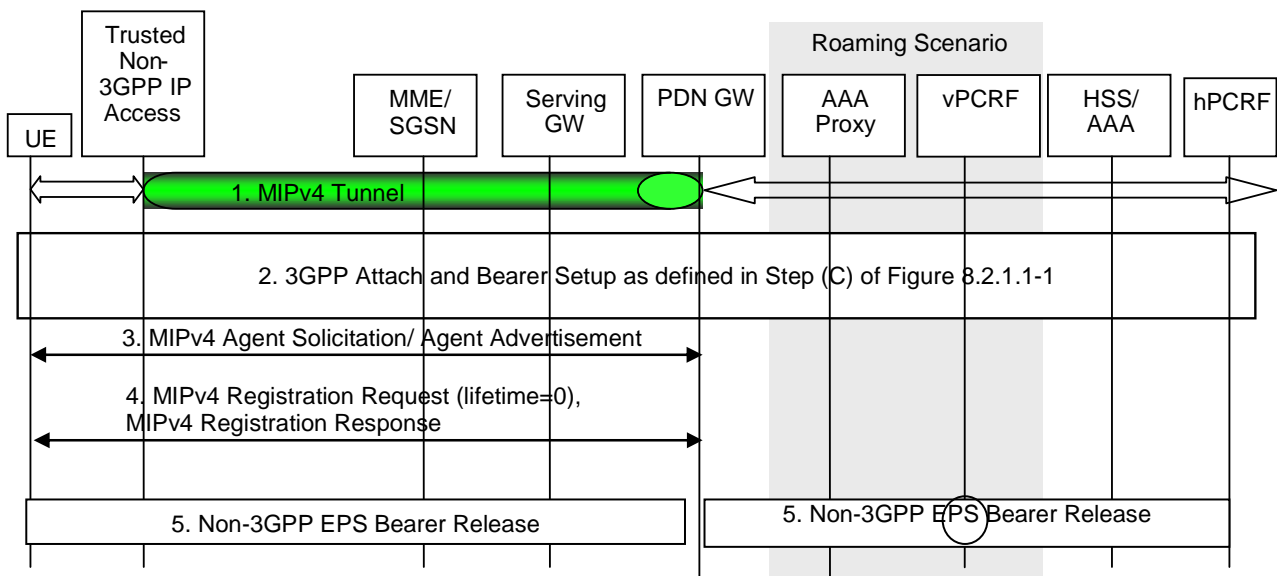 Roaming Scenario
Trusted
Non-
3GPP IP
Access
UE
MME/
SGSN
Serving
GW
PDN GW
AAA
Proxy
vPCRF
HSS/
AAA
hPCRF
1. MIPv4 Tunnel
2. 3GPP Attach and Bearer Setup as defined in Step (C) of Figure 8.2.1.1-1
3. MIPv4 Agent Solicitation/ Agent Advertisement
4. MIPv4 Registration Request (lifetime=0),
MIPv4 Registration Response
5. Non-3GPP EPS Bearer Release
5. Non-3GPP EPS Bearer Release